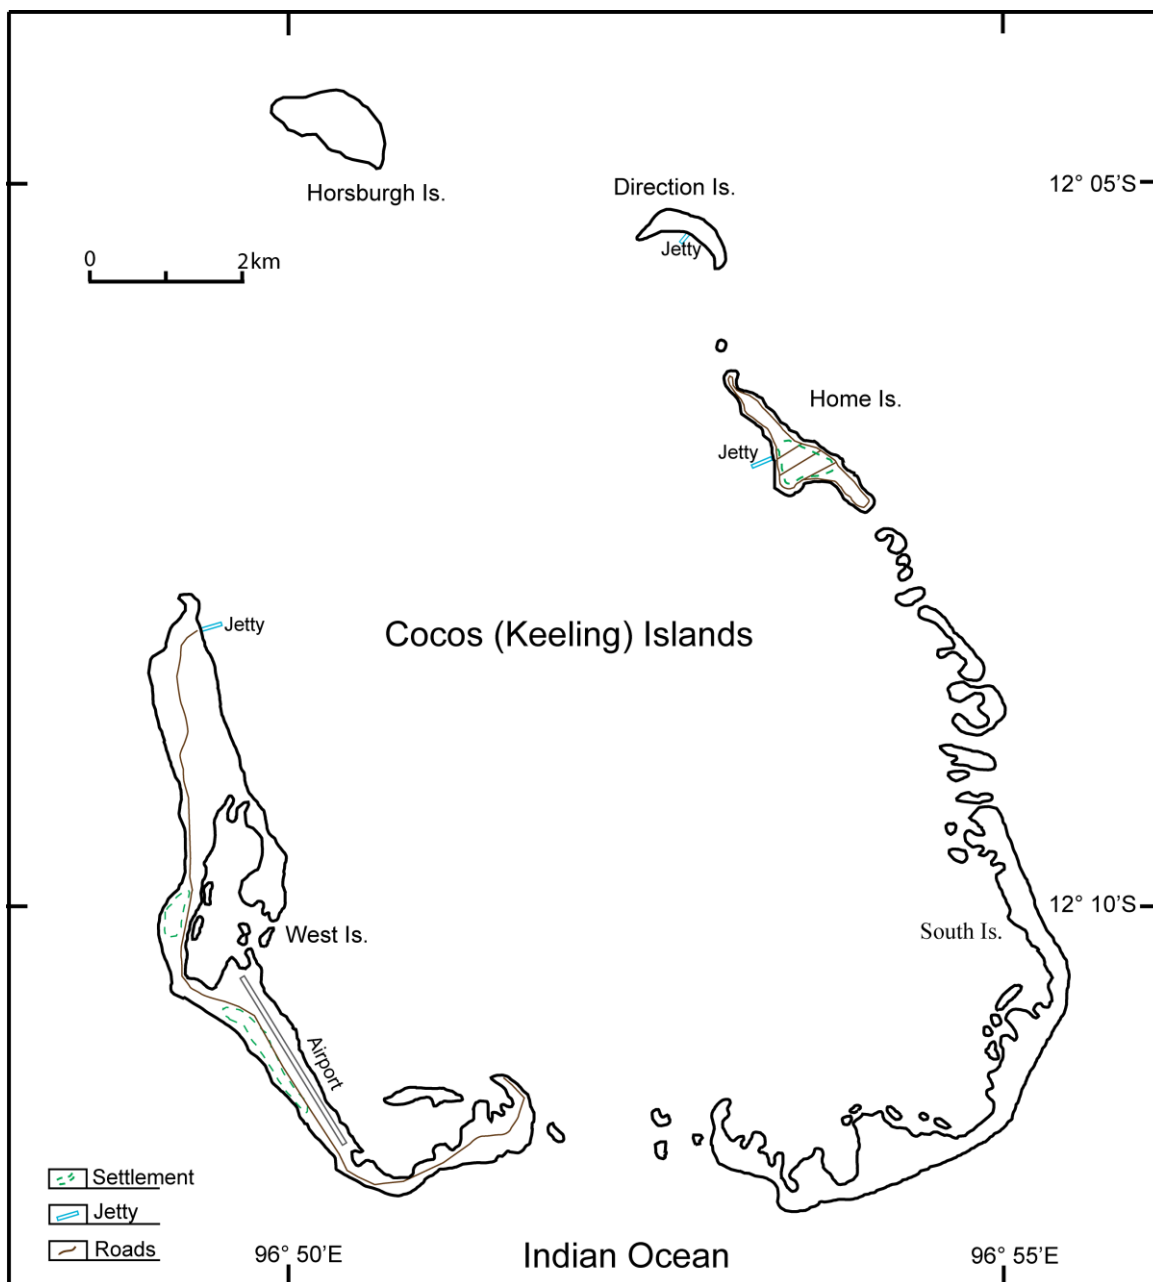 Horsburgh Is.
Direction Is.
12° 05'S
Jetty
0 2km
Home Is.
Jetty
Jetty
Cocos (Keeling) Islands
12° 10'S
West Is.
South Is.
Airport
Settlement
Jetty
Roads
96° 50'E
Indian Ocean
96° 55'E